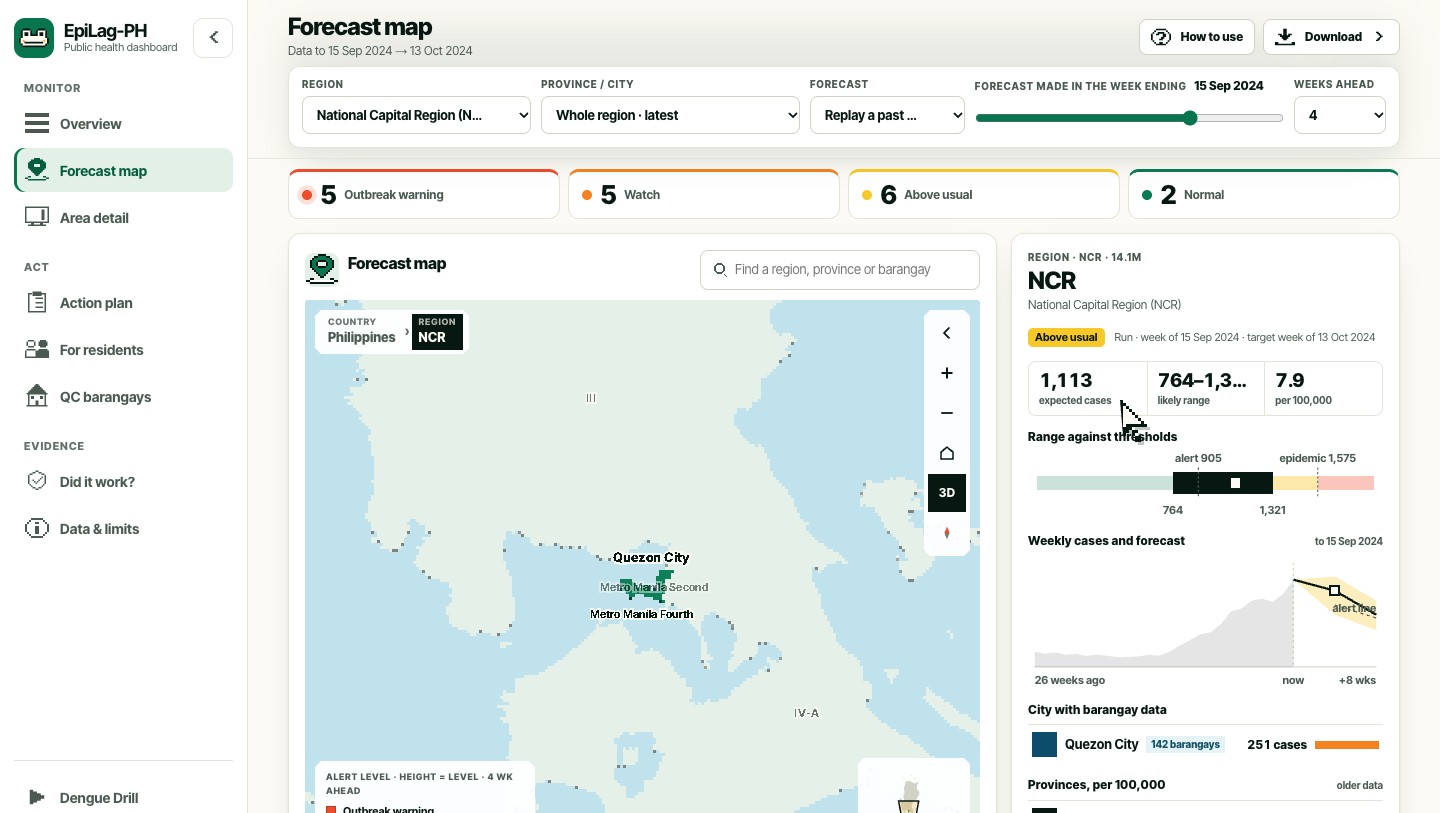 EpiLag-PH
Public health dashboard
MONITOR
Overview
Forecast map
Area detail
ACT
Action plan
For residents
QC barangays
EVIDENCE
Did it work?
Data & limits
Dengue Drill
Forecast map
Data to 15 Sep 2024 → 13 Oct 2024
How to use
Download
REGION
National Capital Region (N...
PROVINCE / CITY
Whole region · latest
FORECAST
Replay a past ...
FORECAST MADE IN THE WEEK ENDING 15 Sep 2024
WEEKS AHEAD
4
5 Outbreak warning
5 Watch
6 Above usual
2 Normal
Forecast map
Find a region, province or barangay
COUNTRY
Philippines
›
REGION
NCR
+
−
3D
III
Quezon City
Metro Manila Second
Metro Manila Fourth
IV-A
ALERT LEVEL · HEIGHT = LEVEL · 4 WK
AHEAD
Outbreak warning
REGION · NCR · 14.1M
NCR
National Capital Region (NCR)
Above usual
Run · week of 15 Sep 2024 · target week of 13 Oct 2024
1,113
expected cases
764–1,3...
likely range
7.9
per 100,000
Range against thresholds
alert 905
epidemic 1,575
764
1,321
Weekly cases and forecast
to 15 Sep 2024
alert line
26 weeks ago
now
+8 wks
City with barangay data
Quezon City
142 barangays
251 cases
Provinces, per 100,000
older data